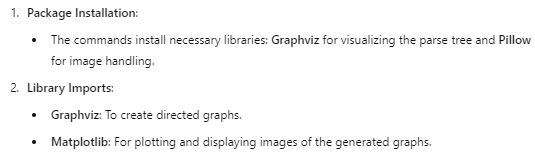 1. Package Installation:
• The commands install necessary libraries: Graphviz for visualizing the parse tree and Pillow
for image handling.
2. Library Imports:
• Graphviz: To create directed graphs.
• Matplotlib: For plotting and displaying images of the generated graphs.